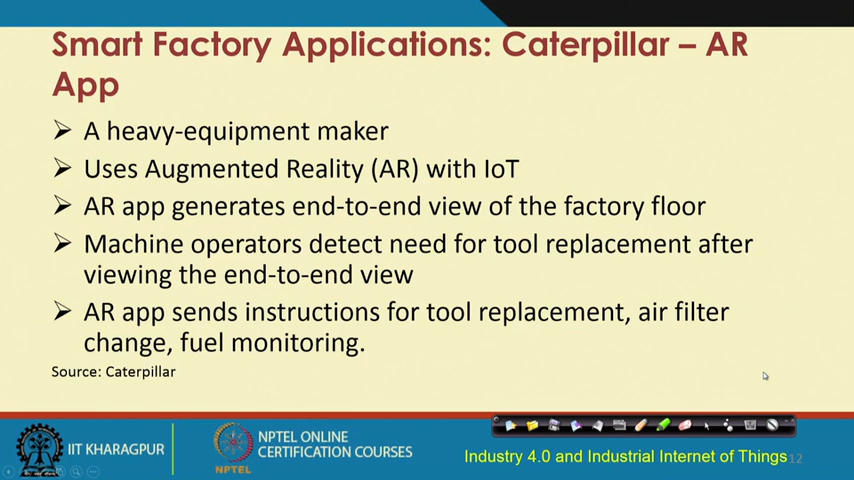 Smart Factory Applications: Caterpillar – AR
App
➢ A heavy-equipment maker
➢ Uses Augmented Reality (AR) with IoT
➢ AR app generates end-to-end view of the factory floor
➢ Machine operators detect need for tool replacement after
viewing the end-to-end view
➢ AR app sends instructions for tool replacement, air filter
change, fuel monitoring.
Source: Caterpillar
IIT KHARAGPUR
NPTEL
NPTEL ONLINE
CERTIFICATION COURSES
Industry 4.0 and Industrial Internet of Things
12